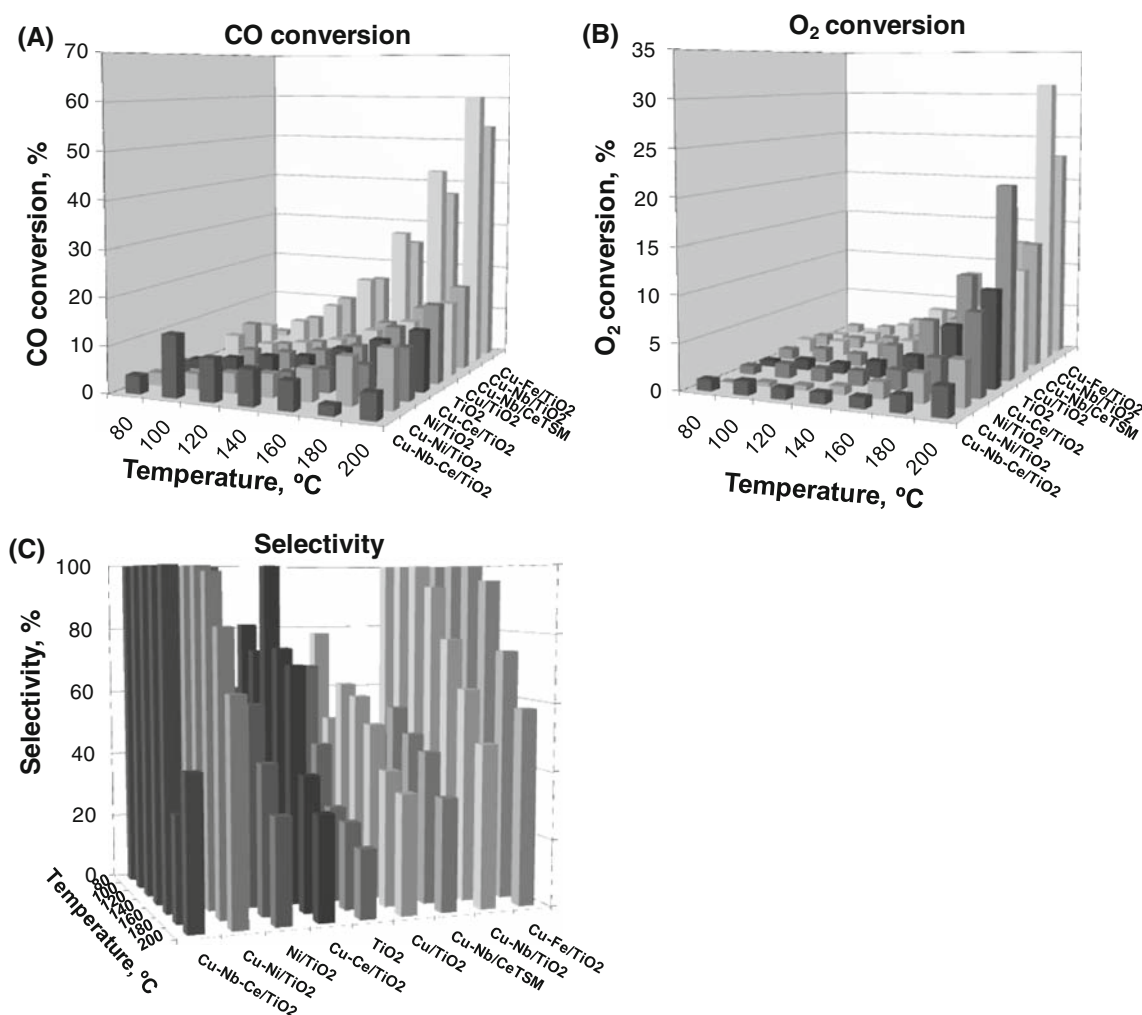 (A)
CO conversion
CO conversion, %
70
60
50
40
30
20
10
0
80
100
120
140
160
180
200
Temperature, ºC
Cu-Fe/TiO2
Cu-Nb/TiO2
Cu-Nb/CeTSM
Cu/TiO2
TiO2
Cu-Ce/TiO2
Ni/TiO2
Cu-Ni/TiO2
Cu-Nb-Ce/TiO2
(B)
O₂ conversion
O₂ conversion, %
35
30
25
20
15
10
5
0
80
100
120
140
160
180
200
Temperature, ºC
Cu-Fe/TiO2
Cu-Nb/TiO2
Cu-Nb/CeTSM
Cu/TiO2
TiO2
Cu-Ce/TiO2
Ni/TiO2
Cu-Ni/TiO2
Cu-Nb-Ce/TiO2
(C)
Selectivity
Selectivity, %
100
80
60
40
20
0
80
100
120
140
160
180
200
Temperature, ºC
Cu-Nb-Ce/TiO2
Cu-Ni/TiO2
Ni/TiO2
Cu-Ce/TiO2
TiO2
Cu/TiO2
Cu-Nb/CeTSM
Cu-Nb/TiO2
Cu-Fe/TiO2